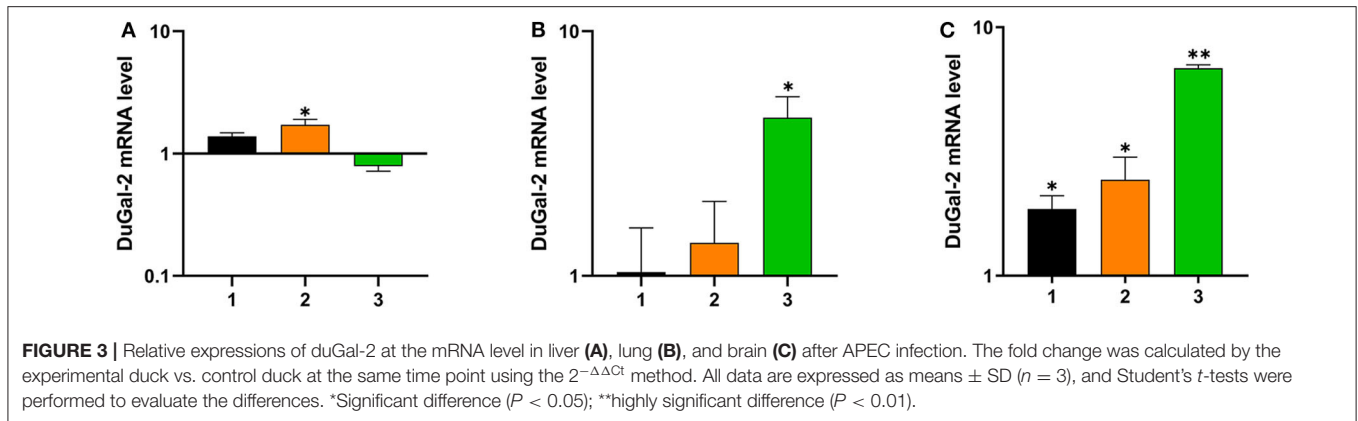 A
B
C
10
1
0.1
DuGal-2 mRNA level
*
1 2 3
10
1
DuGal-2 mRNA level
*
1 2 3
10
1
DuGal-2 mRNA level
*
*
**
1 2 3
FIGURE 3 | Relative expressions of duGal-2 at the mRNA level in liver (A), lung (B), and brain (C) after APEC infection. The fold change was calculated by the
experimental duck vs. control duck at the same time point using the 2−ΔΔCt method. All data are expressed as means ± SD (n = 3), and Student’s t-tests were
performed to evaluate the differences. *Significant difference (P < 0.05); **highly significant difference (P < 0.01).